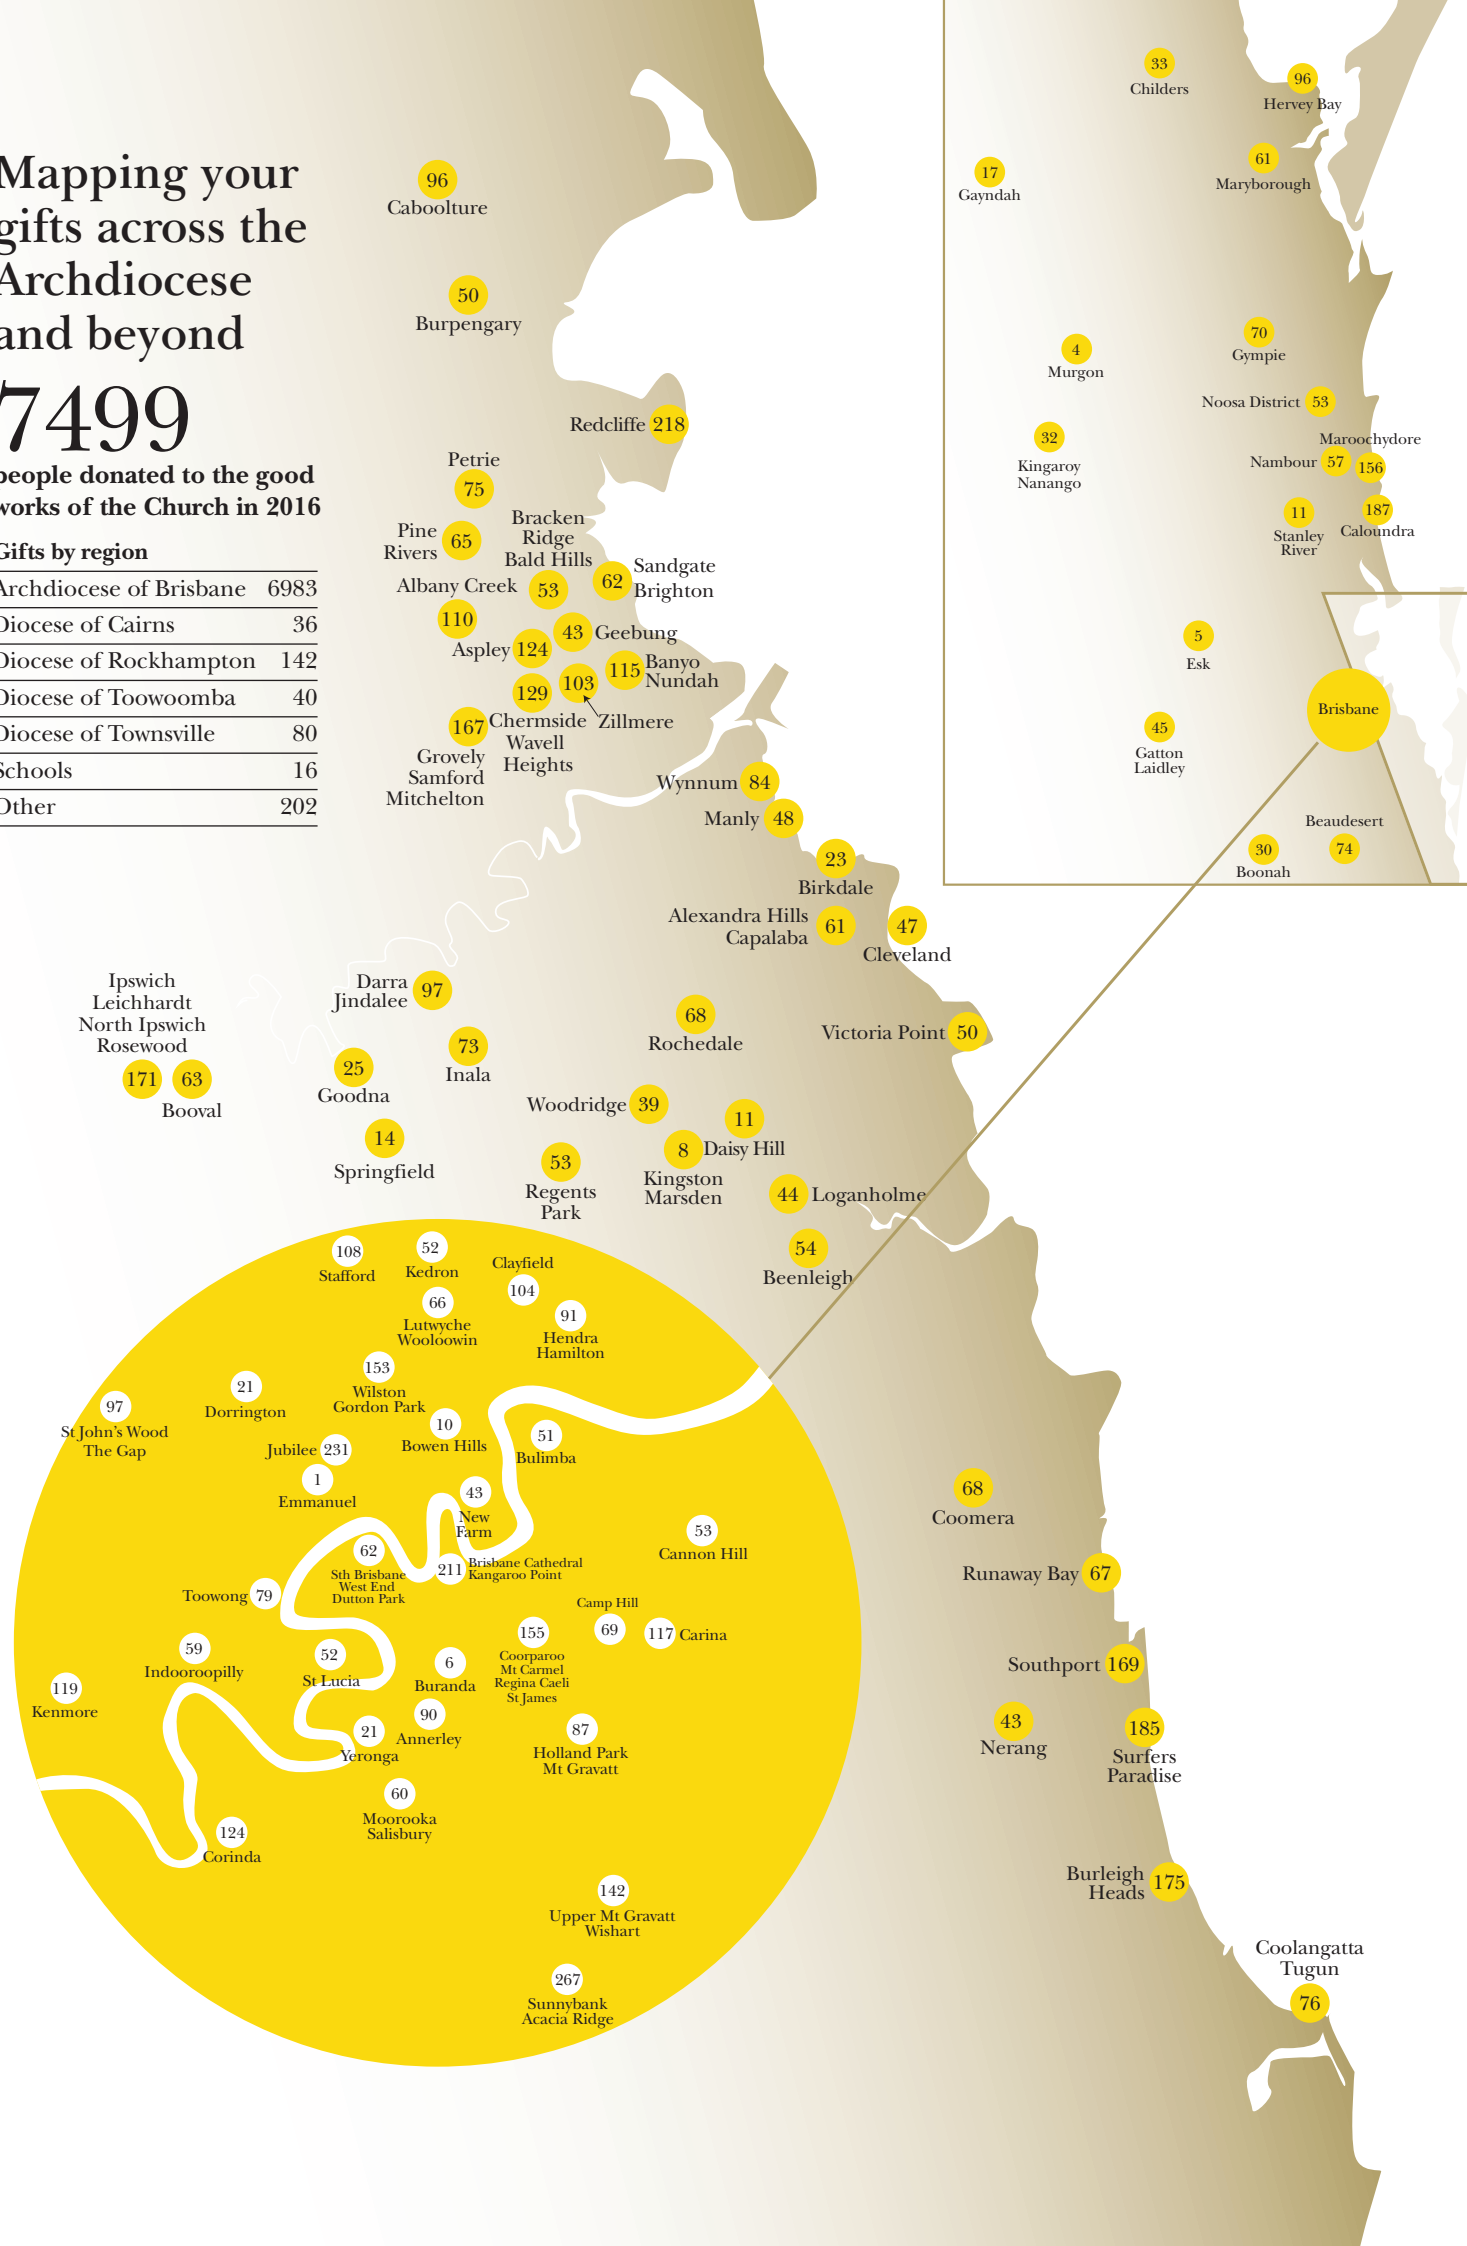 Mapping your
gifts across the
Archdiocese
and beyond
7499
people donated to the good
works of the Church in 2016
Gifts by region
Archdiocese of Brisbane 6983
Diocese of Cairns 36
Diocese of Rockhampton 142
Diocese of Toowoomba 40
Diocese of Townsville 80
Schools 16
Other 202
96
Caboolture
50
Burpengary
Redcliffe 218
Petrie
75
Pine
Rivers 65
Bracken
Ridge
Bald Hills
53
62 Sandgate
Brighton
Albany Creek
110
43 Geebung
Aspley 124
115 Banyo
Nundah
103
Zillmere
129
Chermside
Wavell
Heights
167
Grovely
Samford
Mitchelton
Wynnum 84
Manly 48
23
Birkdale
Alexandra Hills
Capalaba 61
47
Cleveland
Ipswich
Leichhardt
North Ipswich
Rosewood
171
63
Booval
Darra
Jindalee 97
73
Inala
25
Goodna
14
Springfield
68
Rochedale
Victoria Point 50
Woodridge 39
11
Daisy Hill
8
Kingston
Marsden
53
Regents
Park
44 Loganholme
54
Beenleigh
33
Childers
96
Hervey Bay
61
Maryborough
17
Gayndah
70
Gympie
4
Murgon
Noosa District 53
32
Kingaroy
Nanango
Maroochydore
156
Nambour 57
11
Stanley
River
187
Caloundra
5
Esk
Brisbane
45
Gatton
Laidley
Beaudesert
74
30
Boonah
108
Stafford
52
Kedron
Clayfield
104
66
Lutwyche
Wooloowin
91
Hendra
Hamilton
153
Wilston
Gordon Park
21
Dorrington
97
St John's Wood
The Gap
10
Bowen Hills
51
Bulimba
Jubilee 231
1
Emmanuel
43
New
Farm
53
Cannon Hill
62
Sth Brisbane
West End
Dutton Park
211 Brisbane Cathedral
Kangaroo Point
Toowong 79
Camp Hill
69
117 Carina
155
Coorparoo
Mt Carmel
Regina Caeli
St James
59
Indooroopilly
52
St Lucia
6
Buranda
119
Kenmore
90
Annerley
21
Yeronga
87
Holland Park
Mt Gravatt
60
Moorooka
Salisbury
124
Corinda
142
Upper Mt Gravatt
Wishart
267
Sunnybank
Acacia Ridge
68
Coomera
Runaway Bay 67
Southport 169
43
Nerang
185
Surfers
Paradise
Burleigh
Heads 175
Coolangatta
Tugun
76